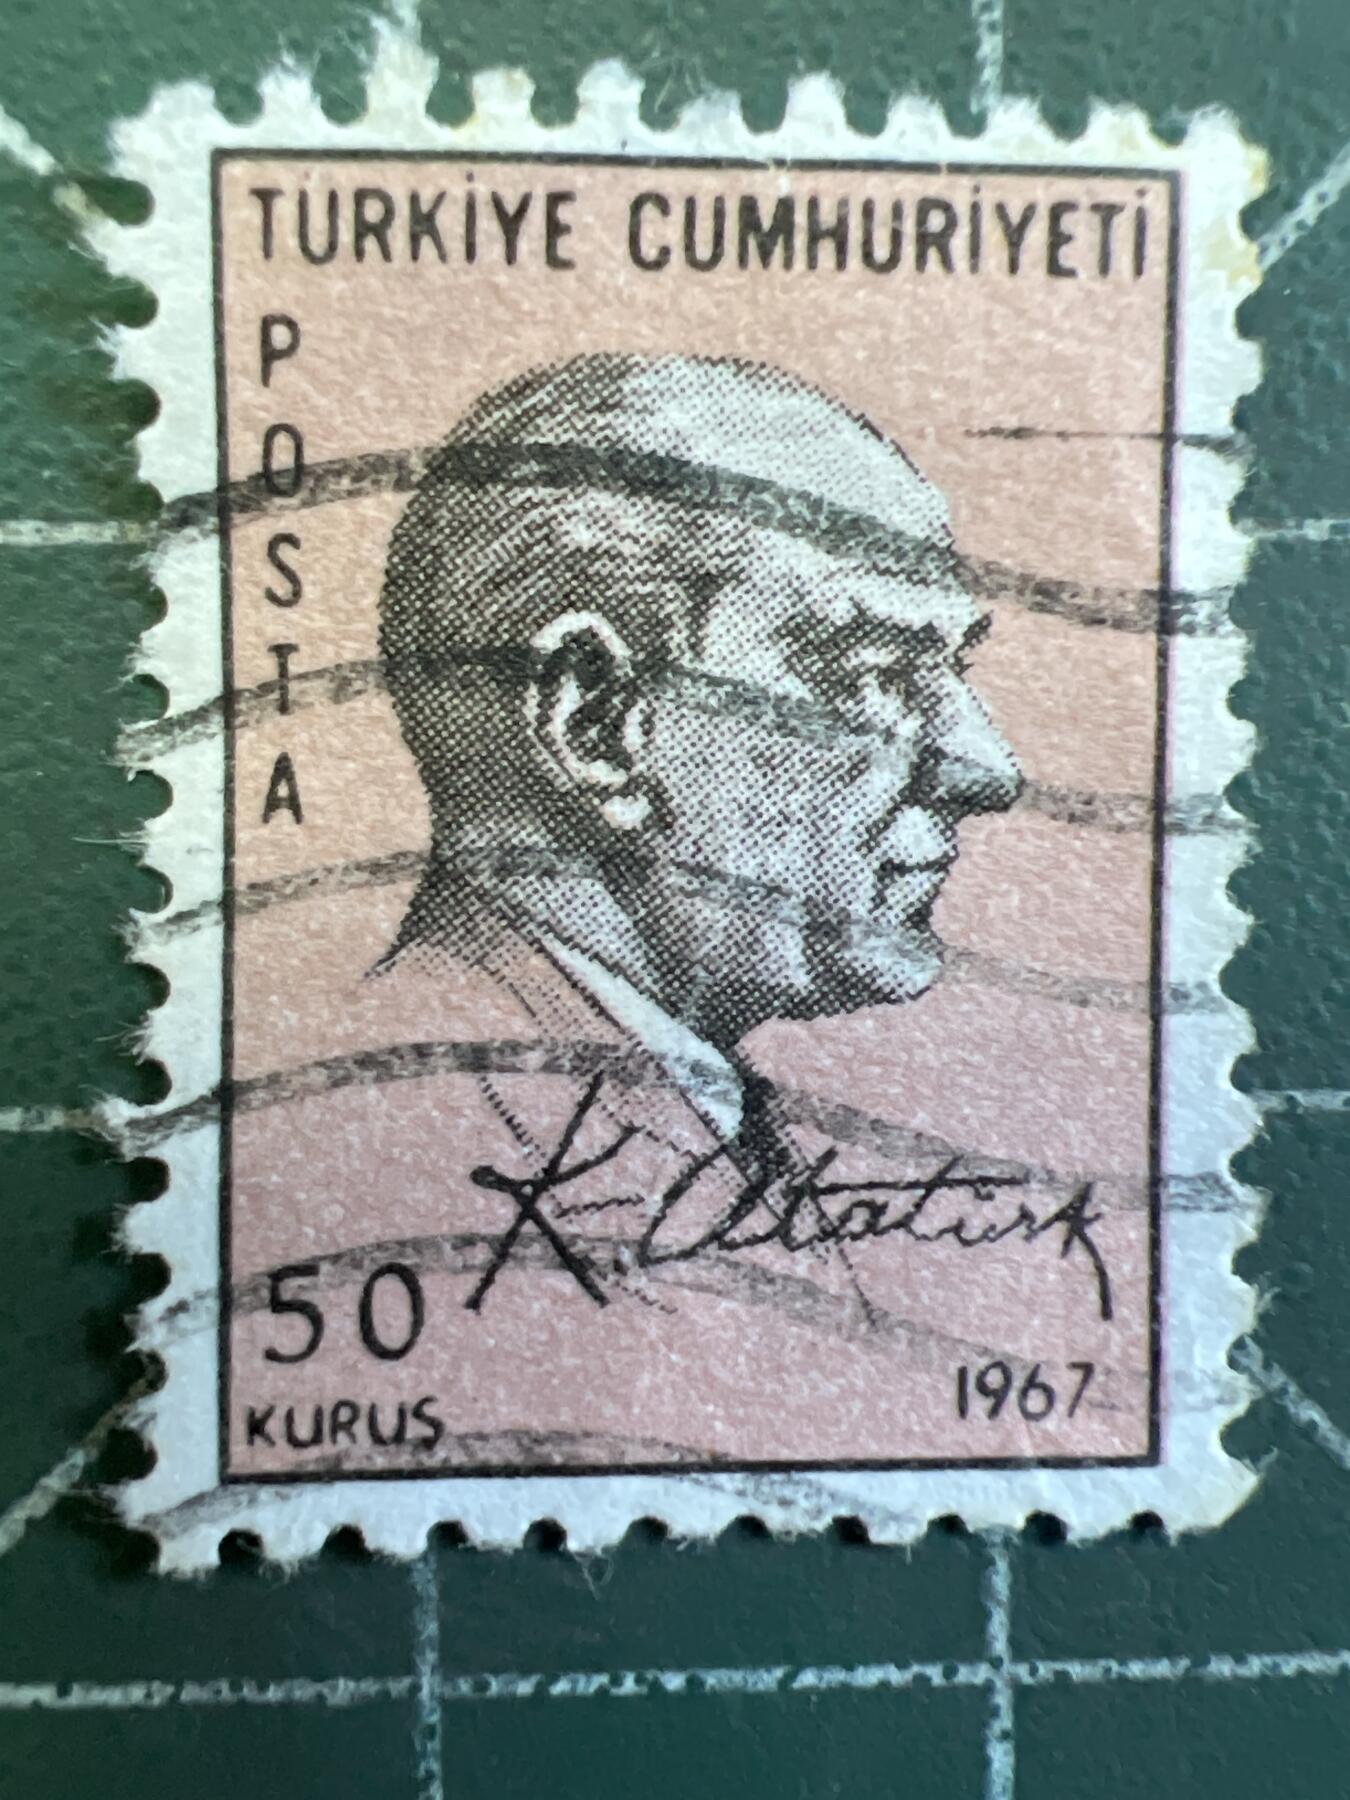 TÜRKİYE CUMHURİYETİ
POSTA
K. Atatürk
50
KURUŞ
1967